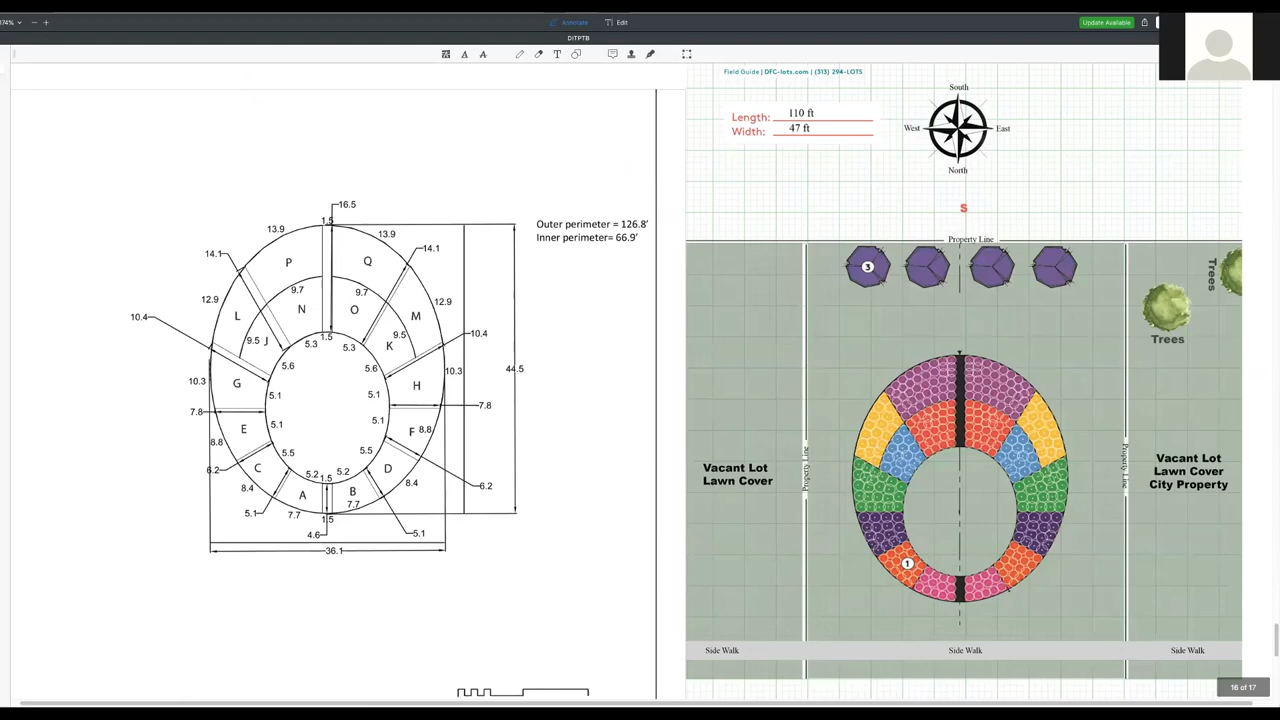 174%
Annotate
Edit
Update Available
DITPTB
Field Guide | DFC-lots.com | (313) 294-LOTS
Length: 110 ft
Width: 47 ft
South
West
East
North
S
Property Line
3
Trees
Trees
Property Line
Property Line
Vacant Lot
Lawn Cover
Vacant Lot
Lawn Cover
City Property
1
Side Walk
Side Walk
Side Walk
16 of 17
Outer perimeter = 126.8'
Inner perimeter= 66.9'
16.5
1.5
13.9
13.9
14.1
14.1
P
Q
9.7
9.7
12.9
12.9
L
N
O
M
10.4
10.4
9.5
J
5.3
1.5
5.3
K
9.5
5.6
5.6
10.3
G
5.1
5.1
H
10.3
44.5
7.8
7.8
E
5.1
5.1
F
8.8
8.8
6.2
6.2
C
5.5
5.5
D
8.4
8.4
5.2
1.5
5.2
A
B
5.1
5.1
7.7
7.7
1.5
4.6
36.1